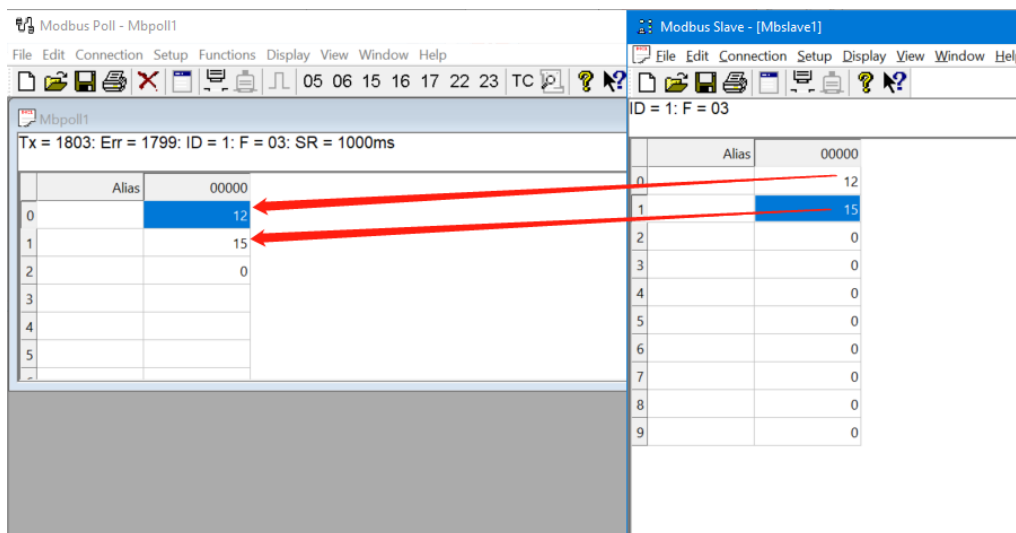 Modbus Poll - Mbpoll1
File Edit Connection Setup Functions Display View Window Help
05 06 15 16 17 22 23 TC
Mbpoll1
Tx = 1803: Err = 1799: ID = 1: F = 03: SR = 1000ms
Alias 00000
0 12
1 15
2 0
3
4
5
Modbus Slave - [Mbslave1]
File Edit Connection Setup Display View Window Help
ID = 1: F = 03
Alias 00000
0 12
1 15
2 0
3 0
4 0
5 0
6 0
7 0
8 0
9 0